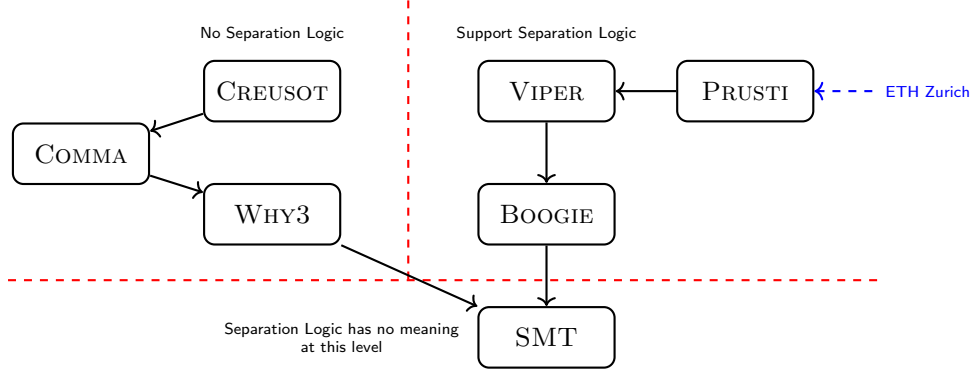 No Separation Logic
Support Separation Logic
CREUSOT
VIPER
PRUSTI
ETH Zurich
COMMA
WHY3
BOOGIE
Separation Logic has no meaning
at this level
SMT